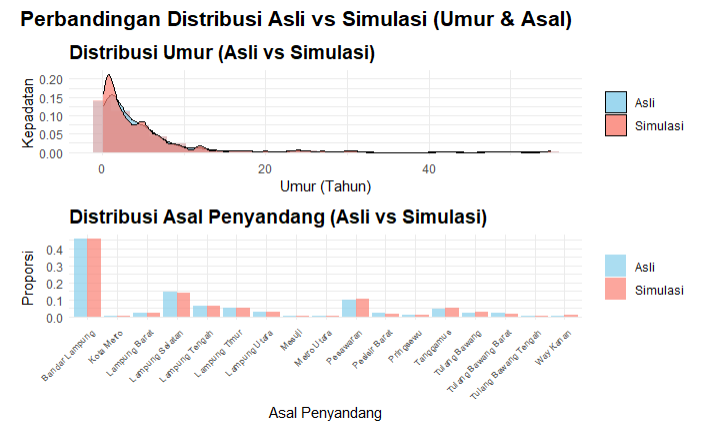 Perbandingan Distribusi Asli vs Simulasi (Umur & Asal)
Distribusi Umur (Asli vs Simulasi)
Kepadatan
0.20
0.15
0.10
0.05
0.00
0
20
40
Umur (Tahun)
Asli
Simulasi
Distribusi Asal Penyandang (Asli vs Simulasi)
Proporsi
0.4
0.3
0.2
0.1
0.0
Bandar Lampung
Kota Metro
Lampung Barat
Lampung Selatan
Lampung Tengah
Lampung Timur
Lampung Utara
Mesuji
Metro Utara
Pesawaran
Pesisir Barat
Pringsewu
Tanggamus
Tulang Bawang
Tulang Bawang Barat
Tulang Bawang Tengah
Way Kanan
Asal Penyandang
Asli
Simulasi